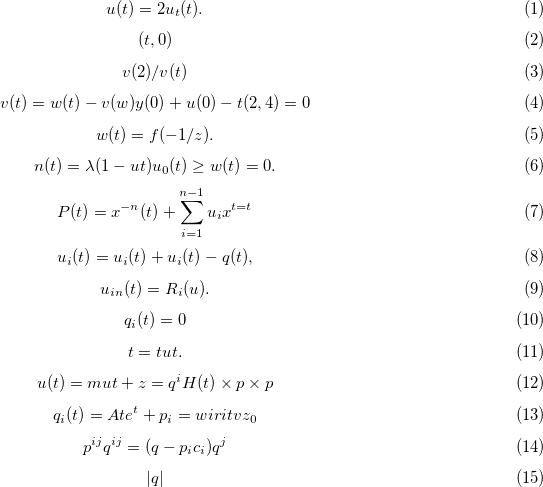 u(t) = 2u_t(t). (1)
(t, 0) (2)
v(2)/v(t) (3)
v(t) = w(t) − v(w)y(0) + u(0) − t(2, 4) = 0 (4)
w(t) = f(−1/z). (5)
n(t) = λ(1 − ut)u_0(t) ≥ w(t) = 0. (6)
P(t) = x^{−n}(t) + \sum_{i=1}^{n−1} u_i x^{t=t} (7)
u_i(t) = u_i(t) + u_i(t) − q(t), (8)
u_{in}(t) = R_i(u). (9)
q_i(t) = 0 (10)
t = tut. (11)
u(t) = mut + z = q^i H(t) × p × p (12)
q_i(t) = Ate^t + p_i = wiritvz_0 (13)
p^{ij}q^{ij} = (q − p_i c_i)q^j (14)
|q| (15)